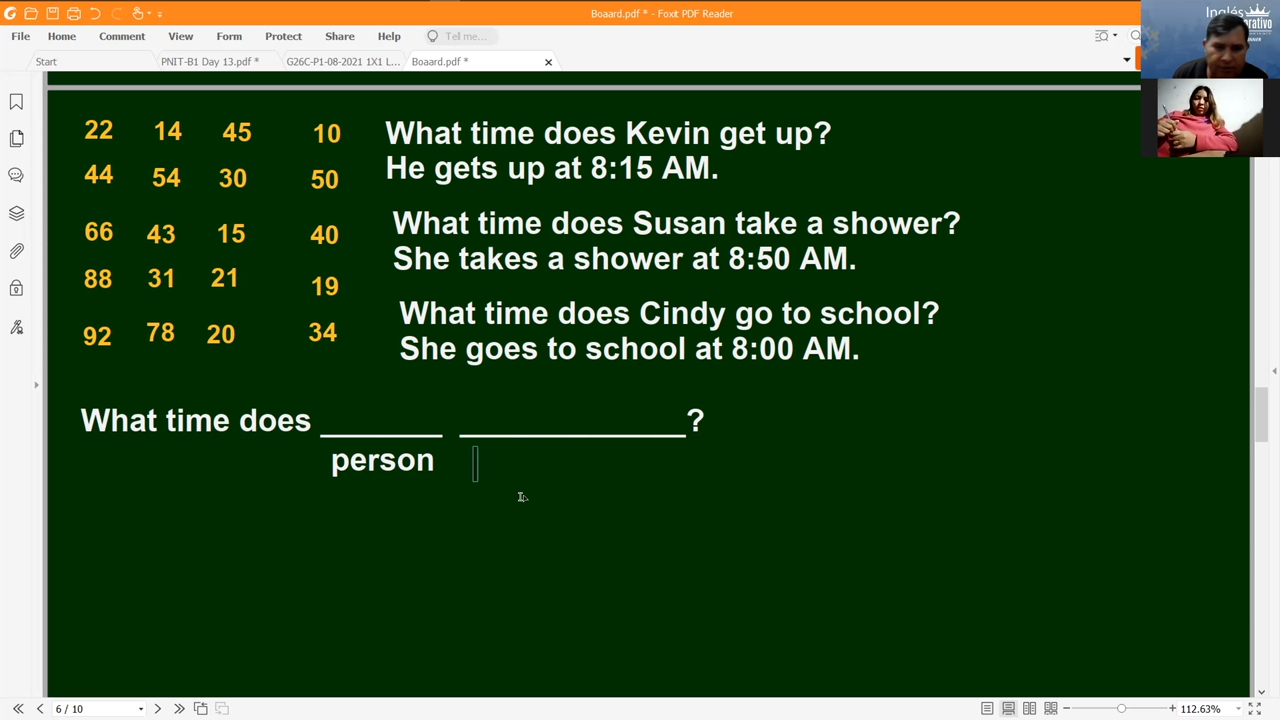 Boaard.pdf * - Foxit PDF Reader
File Home Comment View Form Protect Share Help Tell me...
Start PNIT-B1 Day 13.pdf * G26C-P1-08-2021 1X1 L... Boaard.pdf *
Inglés
22 14 45 10
44 54 30 50
66 43 15 40
88 31 21 19
92 78 20 34
What time does Kevin get up?
He gets up at 8:15 AM.
What time does Susan take a shower?
She takes a shower at 8:50 AM.
What time does Cindy go to school?
She goes to school at 8:00 AM.
What time does ________ ______________?
person
6 / 10
112.63%